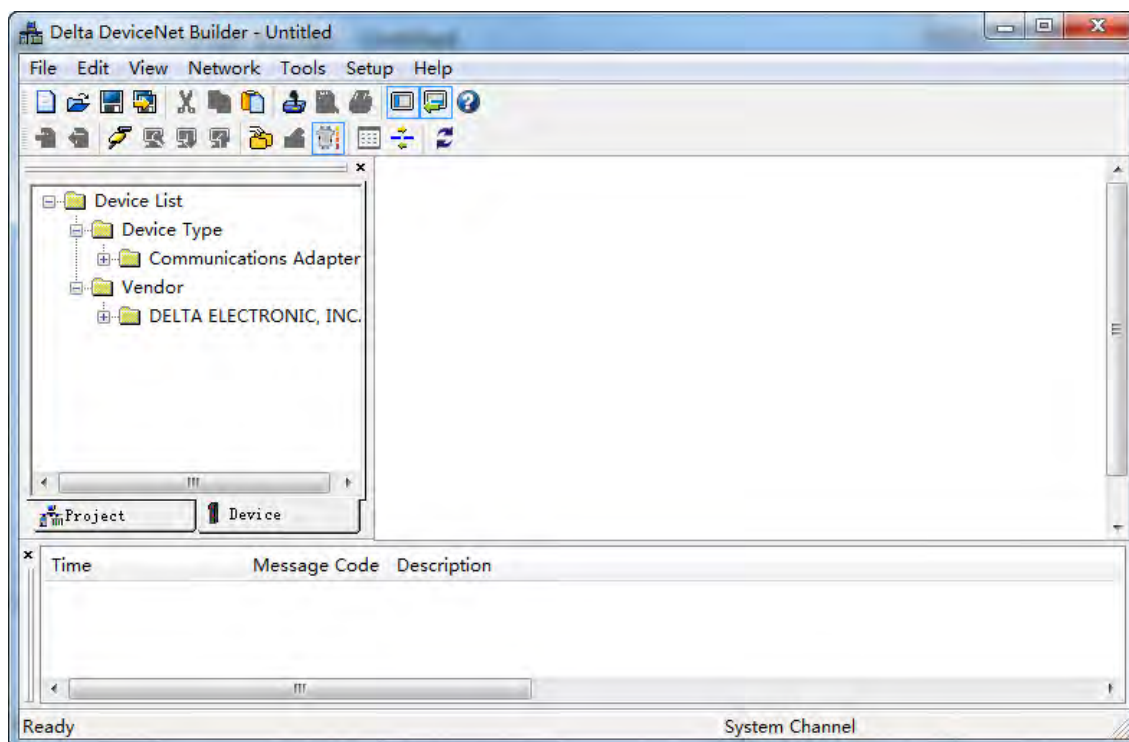 Delta DeviceNet Builder - Untitled
File Edit View Network Tools Setup Help
Device List
Device Type
Communications Adapter
Vendor
DELTA ELECTRONIC, INC.
Project Device
Time Message Code Description
Ready System Channel